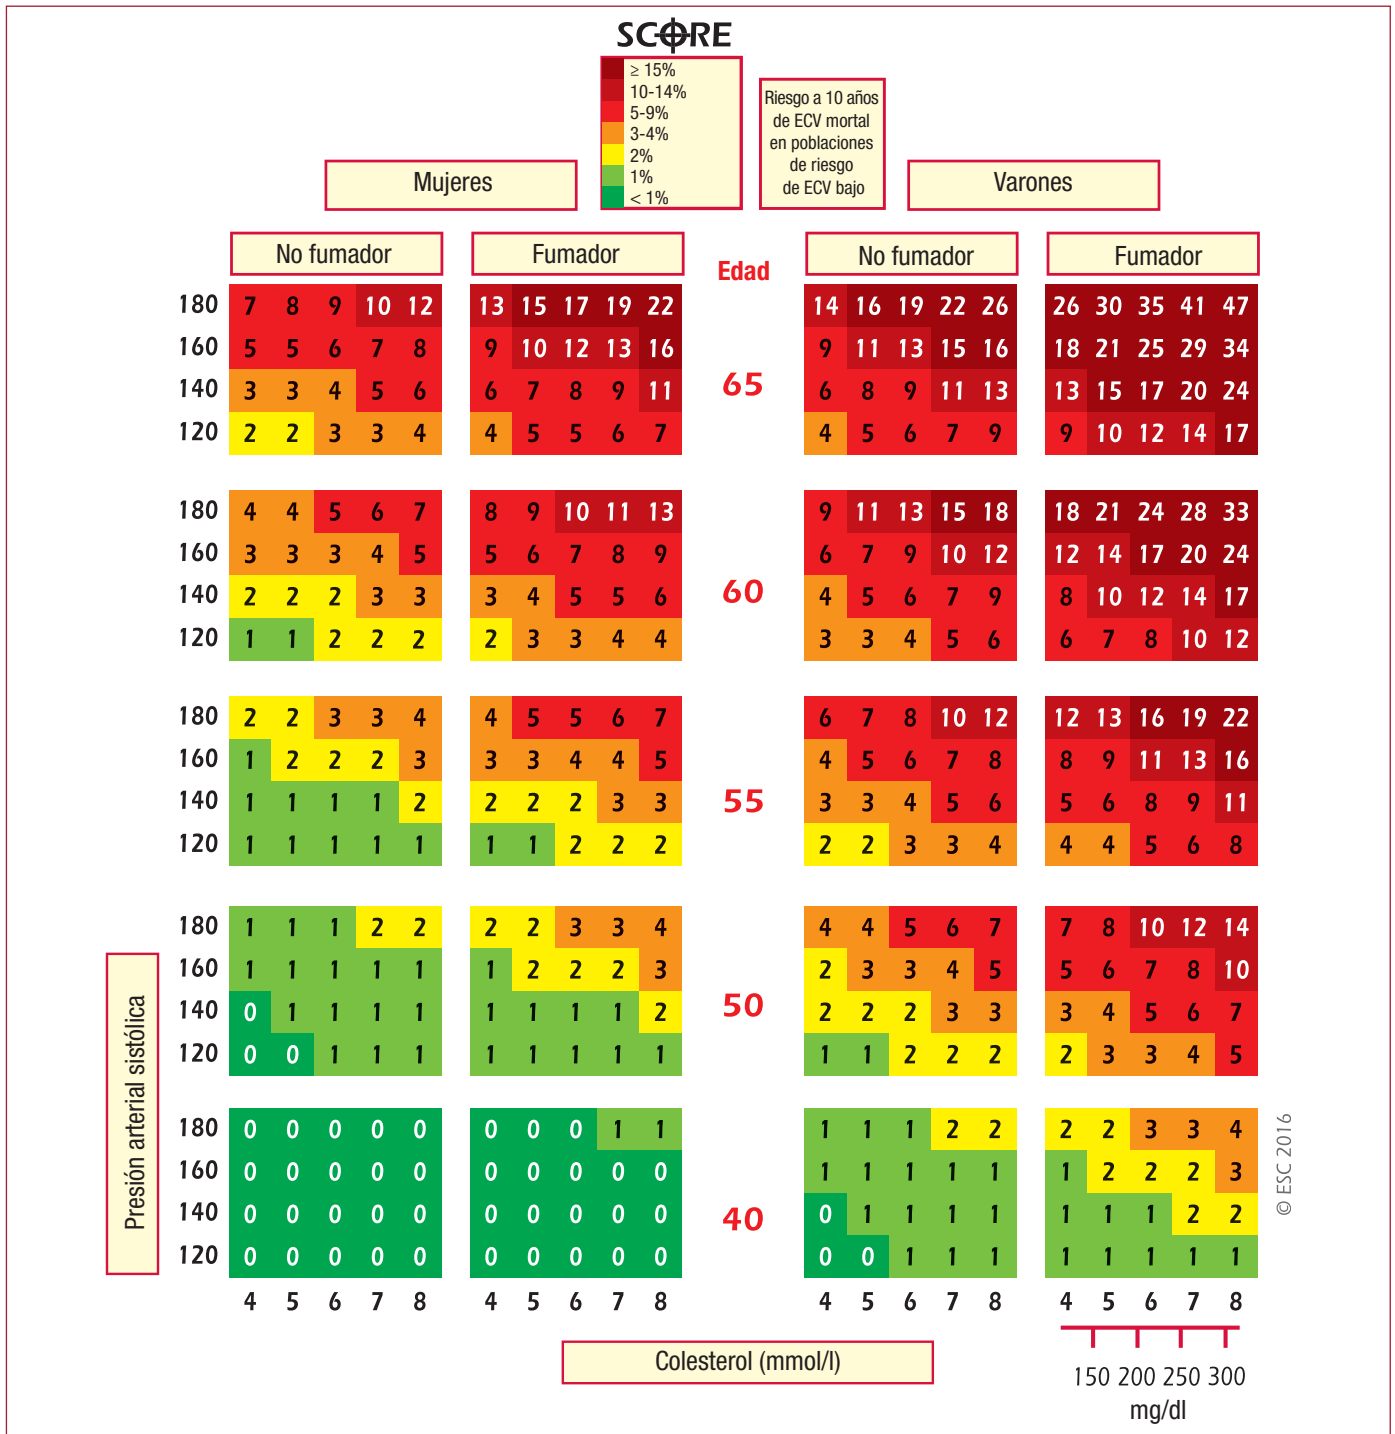 SCORE
≥ 15%
10-14%
5-9%
3-4%
2%
1%
< 1%
Riesgo a 10 años
de ECV mortal
en poblaciones
de riesgo
de ECV bajo
Mujeres
Varones
No fumador
Fumador
Edad
No fumador
Fumador
180 7 8 9 10 12 13 15 17 19 22 14 16 19 22 26 26 30 35 41 47
160 5 5 6 7 8 9 10 12 13 16 9 11 13 15 16 18 21 25 29 34
65
140 3 3 4 5 6 6 7 8 9 11 6 8 9 11 13 13 15 17 20 24
120 2 2 3 3 4 4 5 5 6 7 4 5 6 7 9 9 10 12 14 17
180 4 4 5 6 7 8 9 10 11 13 9 11 13 15 18 18 21 24 28 33
160 3 3 3 4 5 5 6 7 8 9 6 7 9 10 12 12 14 17 20 24
60
140 2 2 2 3 3 3 4 5 5 6 4 5 6 7 9 8 10 12 14 17
120 1 1 2 2 2 2 3 3 4 4 3 3 4 5 6 6 7 8 10 12
180 2 2 3 3 4 4 5 5 6 7 6 7 8 10 12 12 13 16 19 22
160 1 2 2 2 3 3 3 4 4 5 4 5 6 7 8 8 9 11 13 16
55
140 1 1 1 1 2 2 2 2 3 3 3 3 4 5 6 5 6 8 9 11
120 1 1 1 1 1 1 1 2 2 2 2 2 3 3 4 4 4 5 6 8
180 1 1 1 2 2 2 2 3 3 4 4 4 5 6 7 7 8 10 12 14
160 1 1 1 1 1 1 2 2 2 3 2 3 3 4 5 5 6 7 8 10
50
140 0 1 1 1 1 1 1 1 1 2 2 2 2 3 3 3 4 5 6 7
120 0 0 1 1 1 1 1 1 1 1 1 1 2 2 2 2 3 3 4 5
180 0 0 0 0 0 0 0 0 1 1 1 1 1 2 2 2 2 3 3 4
160 0 0 0 0 0 0 0 0 0 0 1 1 1 1 1 1 2 2 2 3
40
140 0 0 0 0 0 0 0 0 0 0 0 1 1 1 1 1 1 1 2 2
120 0 0 0 0 0 0 0 0 0 0 0 0 1 1 1 1 1 1 1 1
4 5 6 7 8 4 5 6 7 8 4 5 6 7 8 4 5 6 7 8
Presión arterial sistólica
Colesterol (mmol/l)
150 200 250 300
mg/dl
© ESC 2016